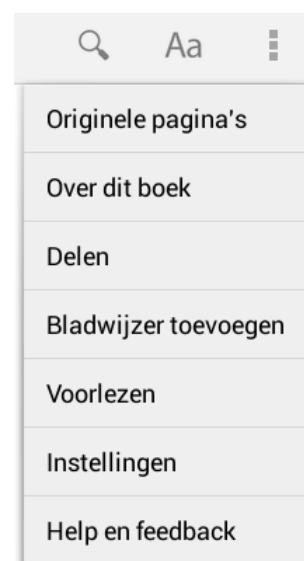 Aa
Originele pagina's
Over dit boek
Delen
Bladwijzer toevoegen
Voorlezen
Instellingen
Help en feedback